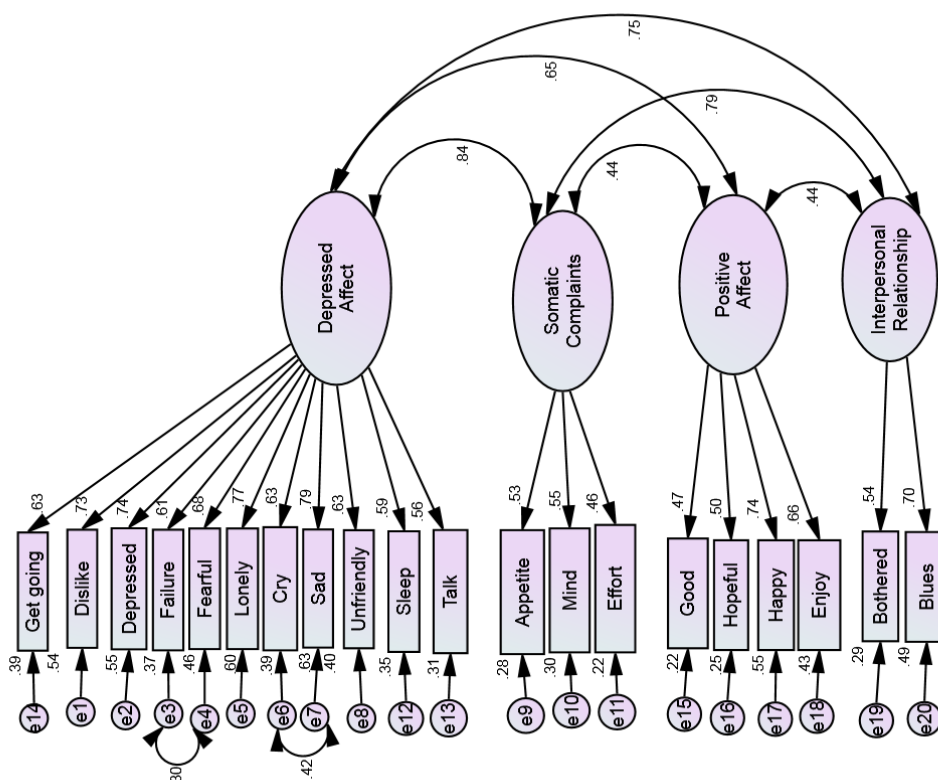 .75
.65
.79
.84
.44
.44
Depressed
Affect
Somatic
Complaints
Positive
Affect
Interpersonal
Relationship
.63
.73
.74
.61
.68
.77
.63
.79
.63
.59
.56
.53
.55
.46
.47
.50
.74
.66
.54
.70
Get going
Dislike
Depressed
Failure
Fearful
Lonely
Cry
Sad
Unfriendly
Sleep
Talk
Appetite
Mind
Effort
Good
Hopeful
Happy
Enjoy
Bothered
Blues
.39
.54
.55
.37
.46
.60
.39
.63
.40
.35
.31
.28
.30
.22
.22
.25
.55
.43
.29
.49
e14
e1
e2
e3
e4
e5
e6
e7
e8
e12
e13
e9
e10
e11
e15
e16
e17
e18
e19
e20
.42